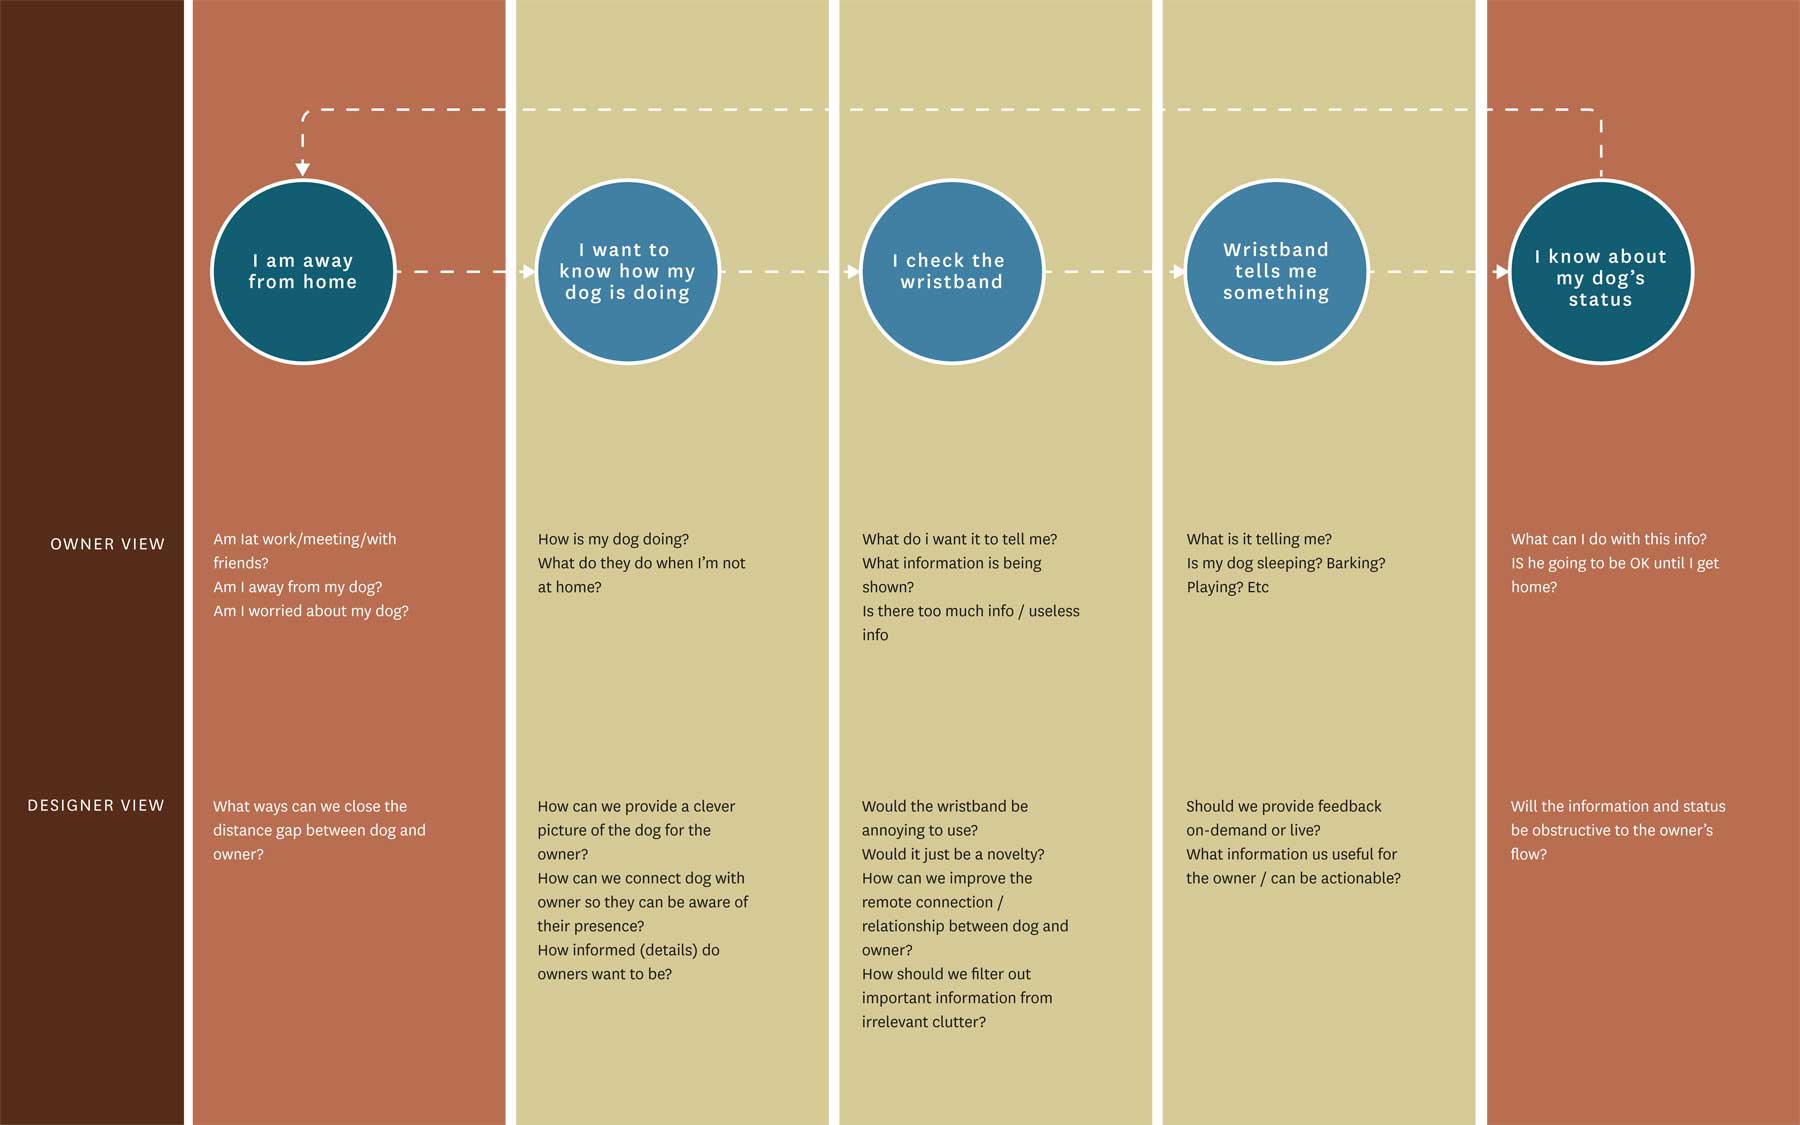 I am away
from home
I want to
know how my
dog is doing
I check the
wristband
Wristband
tells me
something
I know about
my dog's
status
OWNER VIEW
Am Iat work/meeting/with
friends?
Am I away from my dog?
Am I worried about my dog?
How is my dog doing?
What do they do when I'm not
at home?
What do i want it to tell me?
What information is being
shown?
Is there too much info / useless
info
What is it telling me?
Is my dog sleeping? Barking?
Playing? Etc
What can I do with this info?
IS he going to be OK until I get
home?
DESIGNER VIEW
What ways can we close the
distance gap between dog and
owner?
How can we provide a clever
picture of the dog for the
owner?
How can we connect dog with
owner so they can be aware of
their presence?
How informed (details) do
owners want to be?
Would the wristband be
annoying to use?
Would it just be a novelty?
How can we improve the
remote connection /
relationship between dog and
owner?
How should we filter out
important information from
irrelevant clutter?
Should we provide feedback
on-demand or live?
What information us useful for
the owner / can be actionable?
Will the information and status
be obstructive to the owner's
flow?